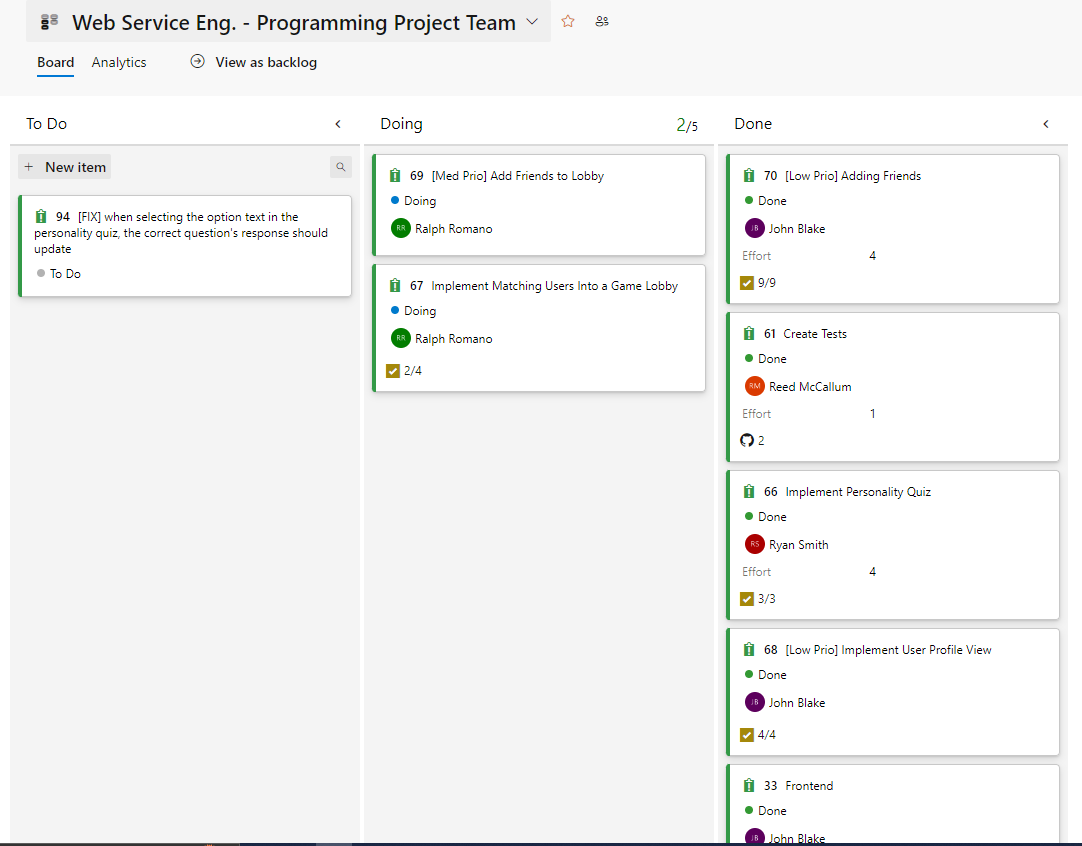 Web Service Eng. - Programming Project Team
Board Analytics View as backlog
To Do
New item
94 [FIX] when selecting the option text in the
personality quiz, the correct question's response should
update
To Do
Doing 2/5
69 [Med Prio] Add Friends to Lobby
Doing
RR Ralph Romano
67 Implement Matching Users Into a Game Lobby
Doing
RR Ralph Romano
2/4
Done
70 [Low Prio] Adding Friends
Done
JB John Blake
Effort 4
9/9
61 Create Tests
Done
RM Reed McCallum
Effort 1
2
66 Implement Personality Quiz
Done
RS Ryan Smith
Effort 4
3/3
68 [Low Prio] Implement User Profile View
Done
JB John Blake
4/4
33 Frontend
Done
JB John Blake